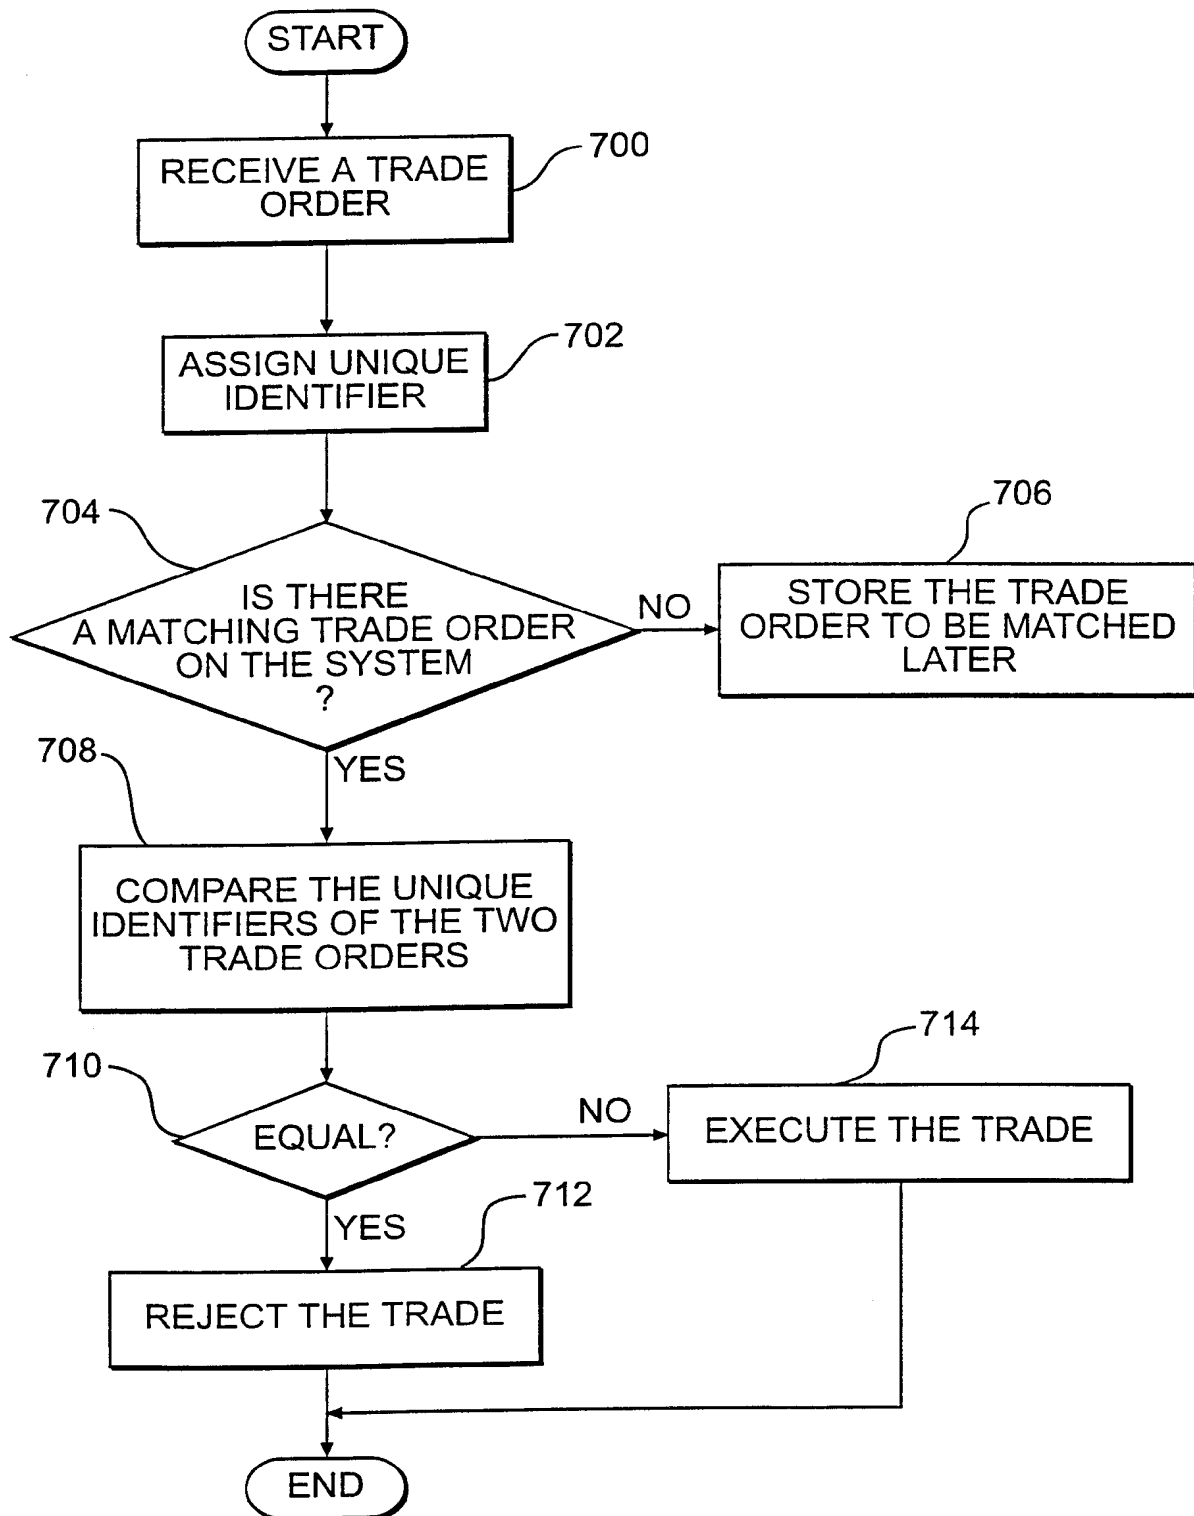 START
700
RECEIVE A TRADE
ORDER
702
ASSIGN UNIQUE
IDENTIFIER
704
IS THERE
A MATCHING TRADE ORDER
ON THE SYSTEM
?
NO
706
STORE THE TRADE
ORDER TO BE MATCHED
LATER
YES
708
COMPARE THE UNIQUE
IDENTIFIERS OF THE TWO
TRADE ORDERS
710
EQUAL?
NO
714
EXECUTE THE TRADE
YES
712
REJECT THE TRADE
END